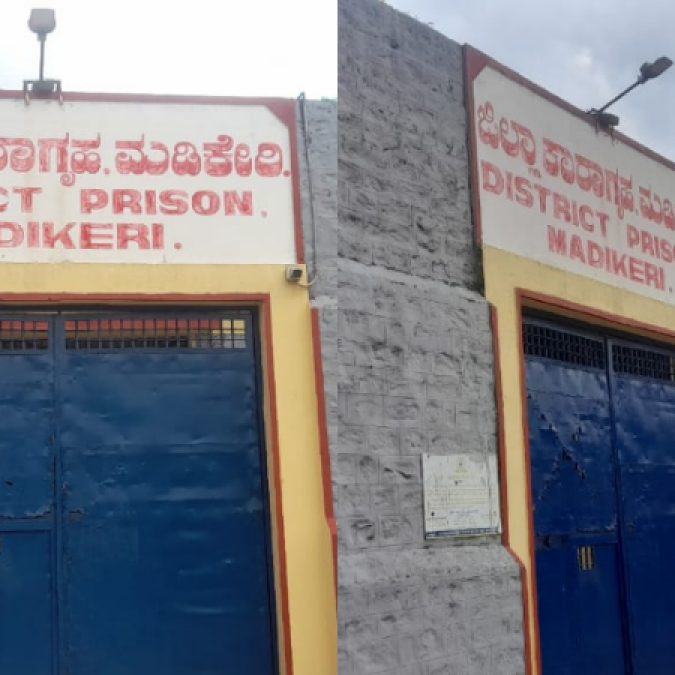 ರಾಗೃಹ. ಮಡಿಕೇರಿ.
CT PRISON.
ADIKERI.
ಜಿಲ್ಲಾ ಕಾರಾಗೃಹ. ಮಡಿ
DISTRICT PRISO
MADIKERI.